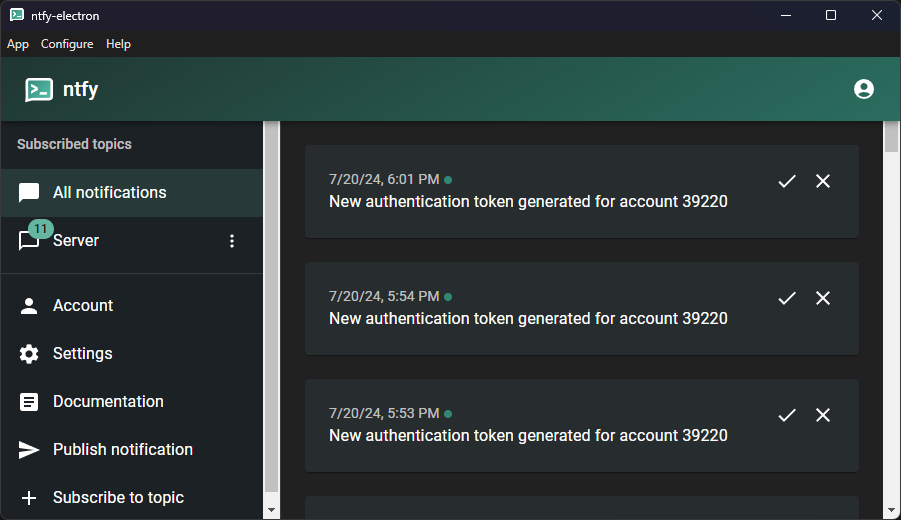 ntfy-electron
App Configure Help
ntfy
Subscribed topics
All notifications
11
Server
Account
Settings
Documentation
Publish notification
Subscribe to topic
7/20/24, 6:01 PM
New authentication token generated for account 39220
7/20/24, 5:54 PM
New authentication token generated for account 39220
7/20/24, 5:53 PM
New authentication token generated for account 39220